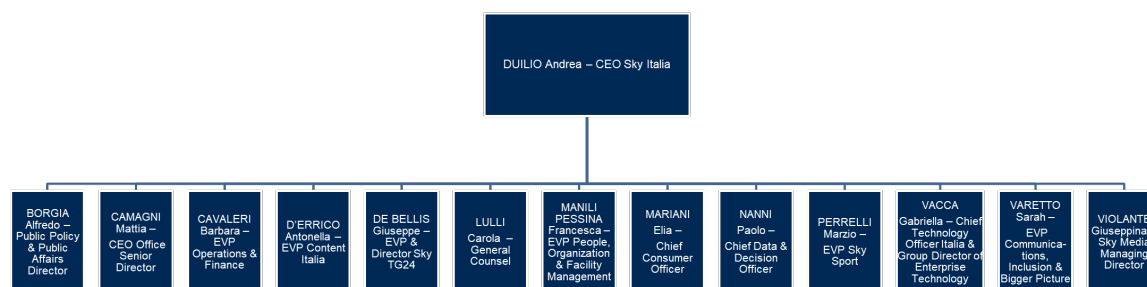 DUILIO Andrea – CEO Sky Italia
BORGIA
Alfredo –
Public Policy
& Public
Affairs
Director
CAMAGNI
Mattia –
CEO Office
Senior
Director
CAVALERI
Barbara –
EVP
Operations &
Finance
D'ERRICO
Antonella –
EVP Content
Italia
DE BELLIS
Giuseppe –
EVP &
Director Sky
TG24
LULLI
Carola –
General
Counsel
MANILI
PESSINA
Francesca –
EVP People,
Organization
& Facility
Management
MARIANI
Elia –
Chief
Consumer
Officer
NANNI
Paolo –
Chief Data &
Decision
Officer
PERRELLI
Marzio –
EVP Sky
Sport
VACCA
Gabriella – Chief
Technology
Officer Italia &
Group Director of
Enterprise
Technology
VARETTO
Sarah –
EVP
Communica-
tions,
Inclusion &
Bigger Picture
VIOLANTE
Giuseppina
Sky Media
Managing
Director